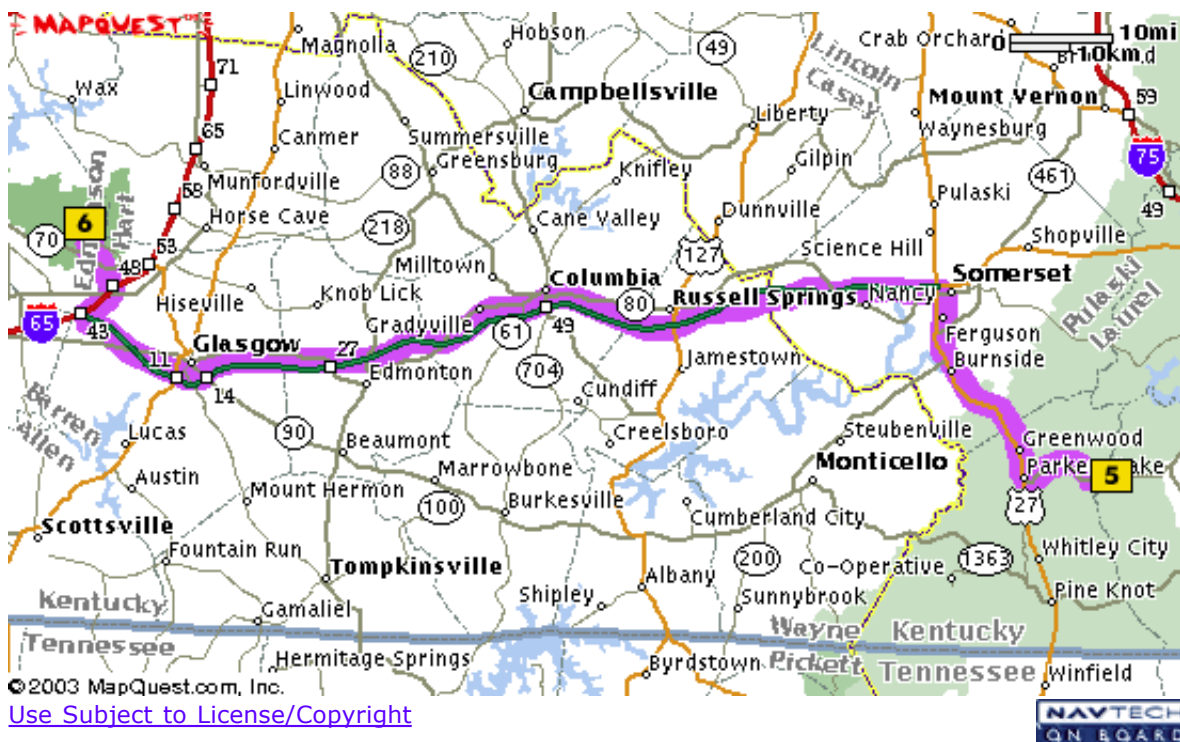 MAPQUEST
10mi
0
10km
Hobson
49
Crab Orchard
Magnolia
210
Lincoln
Casey
71
Wax
Linwood
Campbellsville
Mount Vernon
59
Liberty
Waynesburg
65
Canmer
Summersville
Greensburg
Knifley
Gilpin
75
88
461
Munfordville
58
Pulaski
49
Hart
6
Horse Cave
218
Cane Valley
Dunnville
70
53
127
Science Hill
Shopville
48
Milltown
Columbia
Somerset
Hiseville
Knob Lick
80
Russell Springs
Nancy
Pulaski
Laurel
65
43
Gradyville
61
49
Ferguson
Glasgow
11
27
Jamestown
Burnside
14
Edmonton
704
Cundiff
Barren
Allen
Lucas
90
Beaumont
Creelsboro
Steubenville
Greenwood
Monticello
5
Austin
Mount Hermon
Marrowbone
100
Burkesville
27
Cumberland City
Scottsville
Fountain Run
Tompkinsville
200
Co-Operative
1363
Whitley City
Albany
Shipley
Sunnybrook
Pine Knot
Kentucky
Gamaliel
Wayne
Kentucky
Tennessee
Hermitage Springs
Byrdstown
Pickett
Tennessee
Winfield
©2003 MapQuest.com, Inc.
Use Subject to License/Copyright
NAVTECH
ON BOARD